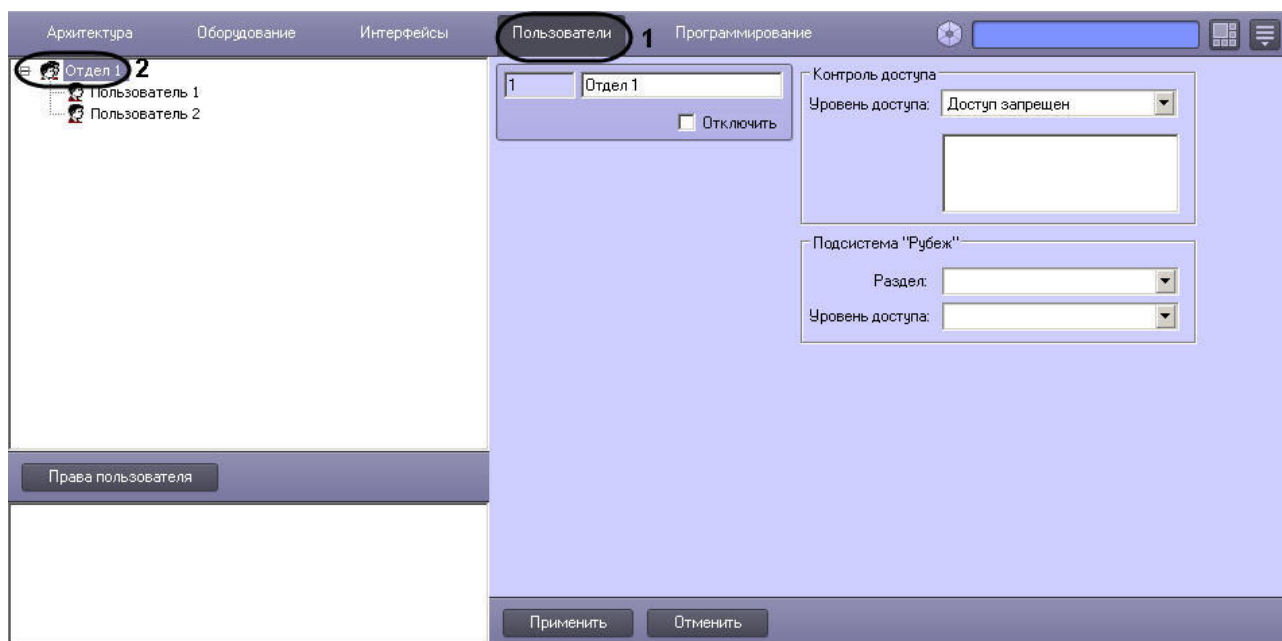 Архитектура Оборудование Интерфейсы Пользователи 1 Программирование
Отдел 1 2
Пользователь 1
Пользователь 2
Права пользователя
1 Отдел 1
Отключить
Контроль доступа
Уровень доступа: Доступ запрещен
Подсистема "Рубеж"
Раздел:
Уровень доступа:
Применить Отменить